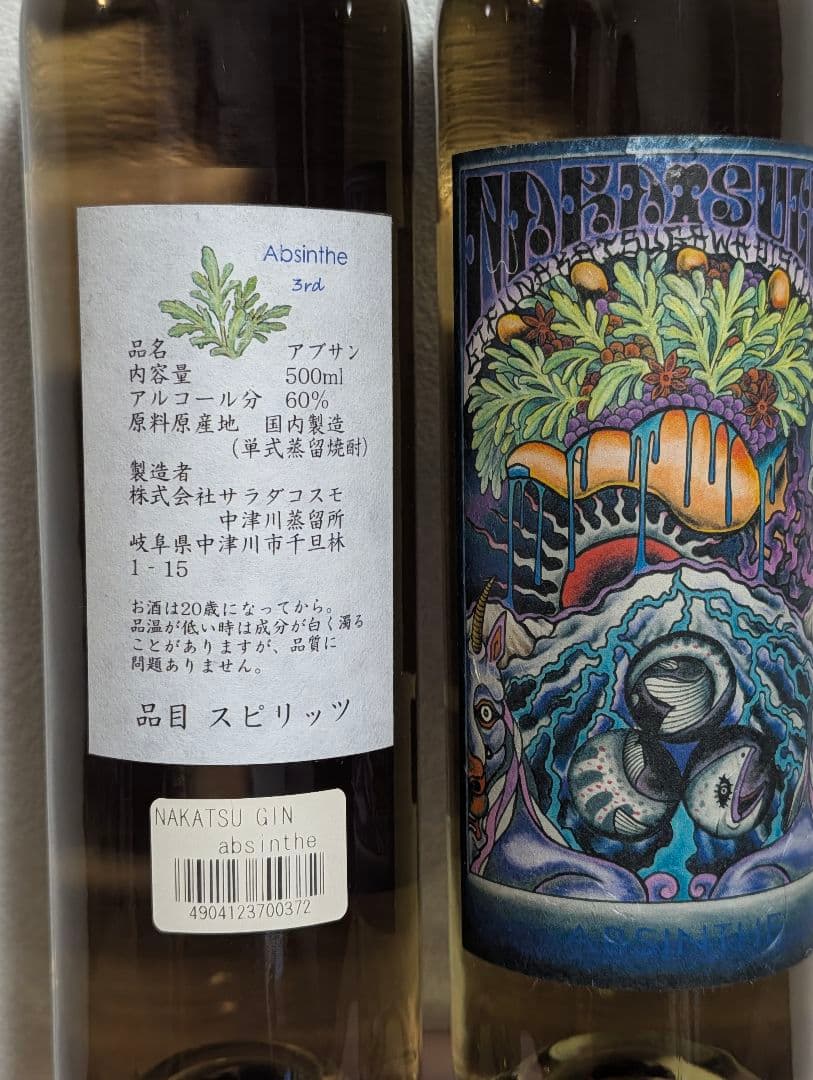 Absinthe
3rd
品名 アブサン
内容量 500ml
アルコール分 60%
原料原産地 国内製造
(単式蒸留焼酎)
製造者
株式会社サラダコスモ
中津川蒸留所
岐阜県中津川市千旦林
1-15
お酒は20歳になってから。
品温が低い時は成分が白く濁る
ことがありますが、品質に
問題ありません。
品目 スピリッツ
NAKATSU GIN
absinthe
4904123700372
NAKATSUG
ABSINTHE